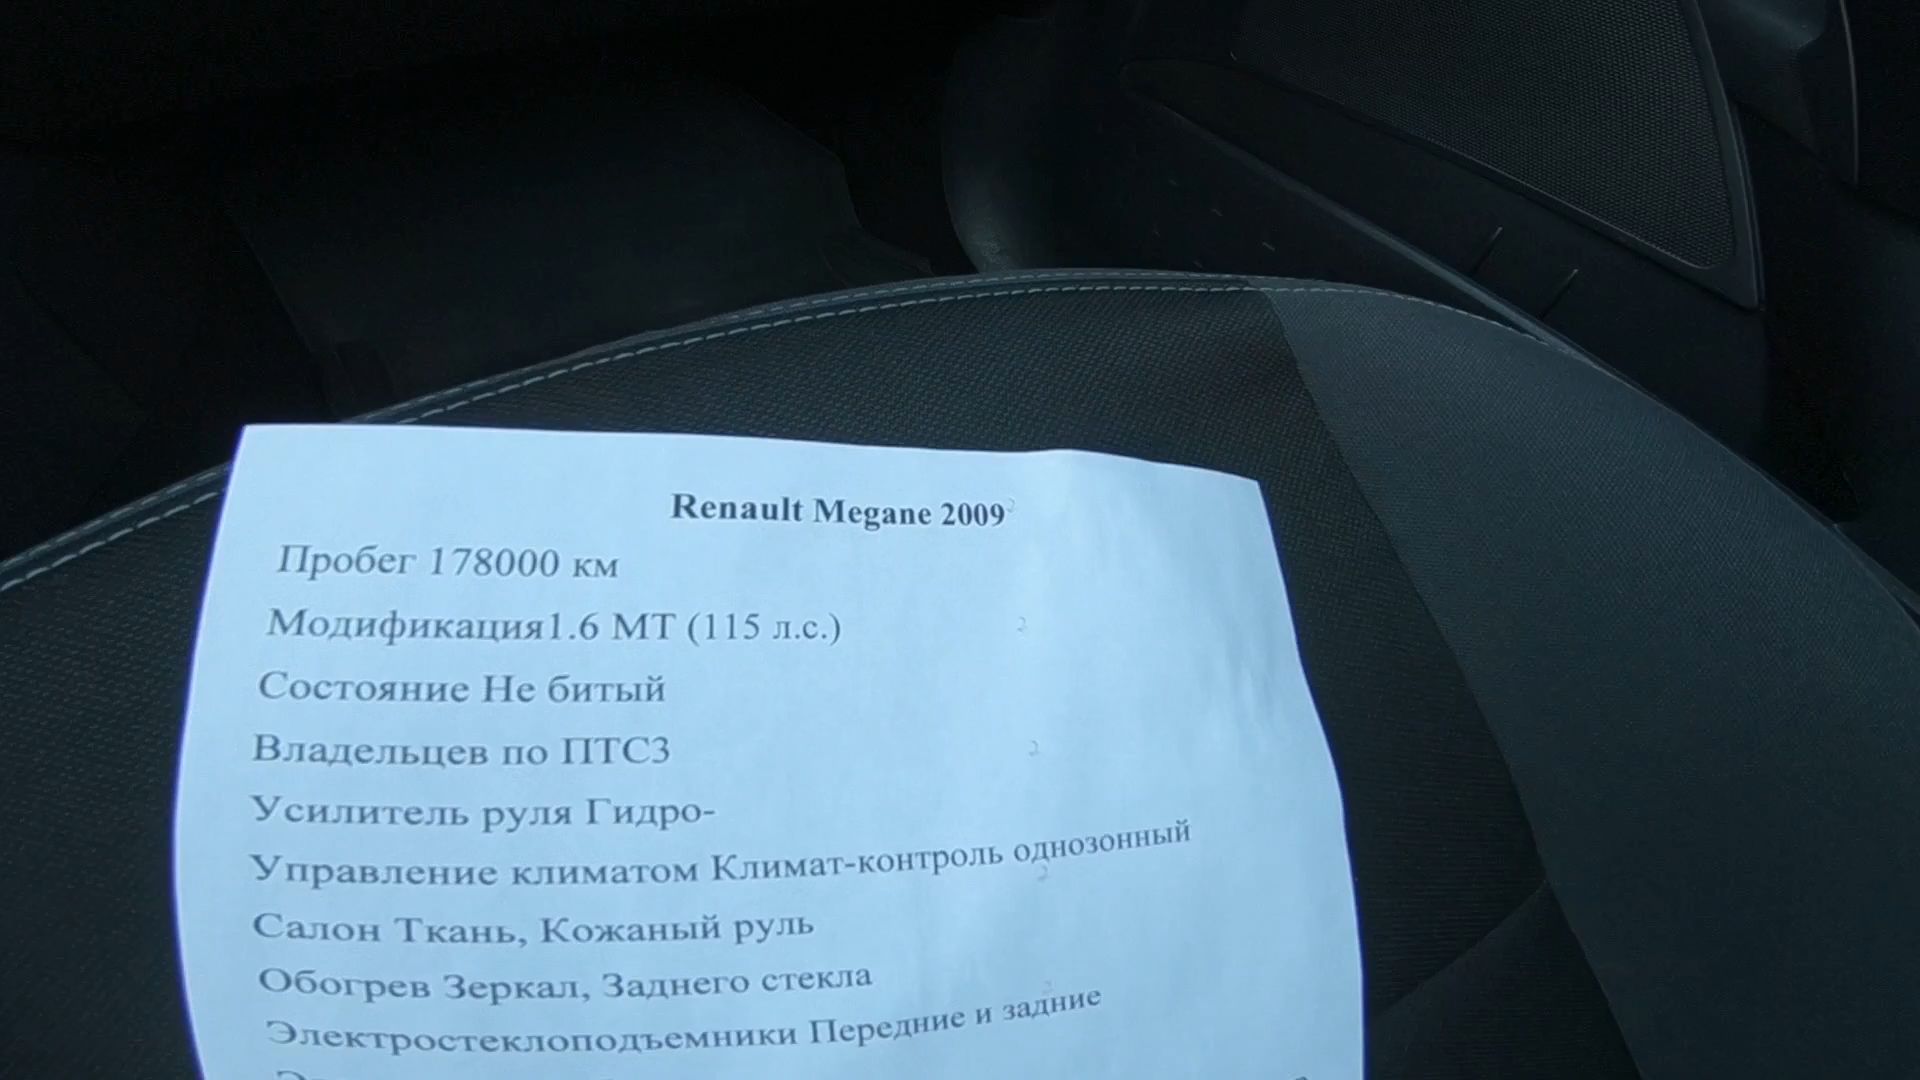 Renault Megane 2009
Пробег 178000 км
Модификация1.6 МТ (115 л.с.)
Состояние Не битый
Владельцев по ПТС3
Усилитель руля Гидро-
Управление климатом Климат-контроль однозонный
Салон Ткань, Кожаный руль
Обогрев Зеркал, Заднего стекла
Электростеклоподъемники Передние и задние